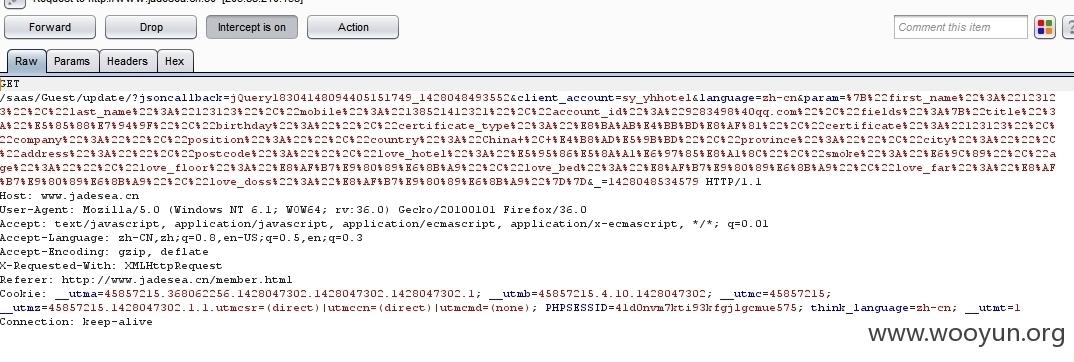 Request to http://www.jadesea.cn:80
Forward Drop Intercept is on Action Comment this item
Raw Params Headers Hex
GET
/saas/Guest/update/?jsoncallback=jQuery18304148094405151749_1428048493552&client_account=sy_yhhotel&language=zh-cn&param=%7B%22first_name%22%3A%2212312
3%22%2C%22last_name%22%3A%22123123%22%2C%22mobile%22%3A%22138521412321%22%2C%22account_id%22%3A%229283498%40qq.com%22%2C%22fields%22%3A%7B%22title%22%3
A%22%E5%85%88%E7%94%9F%22%2C%22birthday%22%3A%22%22%2C%22certificate_type%22%3A%22%E8%BA%AB%E4%BB%BD%E8%AF%81%22%2C%22certificate%22%3A%22123123%22%2C%
22company%22%3A%22%22%2C%22position%22%3A%22%22%2C%22country%22%3A%22China+%2C+%E4%B8%AD%E5%9B%BD%22%2C%22province%22%3A%22%22%2C%22city%22%3A%22%22%2C
%22address%22%3A%22%22%2C%22postcode%22%3A%22%22%2C%22love_hotel%22%3A%22%E5%95%86%E5%8A%A1%E6%97%85%E8%A1%8C%22%2C%22smoke%22%3A%22%E6%9C%89%22%2C%22a
ge%22%3A%22%22%2C%22love_floor%22%3A%22%E8%AF%B7%E9%80%89%E6%8B%A9%22%2C%22love_bed%22%3A%22%E8%AF%B7%E9%80%89%E6%8B%A9%22%2C%22love_far%22%3A%22%E8%AF
%B7%E9%80%89%E6%8B%A9%22%2C%22love_doss%22%3A%22%E8%AF%B7%E9%80%89%E6%8B%A9%22%7D%7D&_=1428048534579 HTTP/1.1
Host: www.jadesea.cn
User-Agent: Mozilla/5.0 (Windows NT 6.1; WOW64; rv:36.0) Gecko/20100101 Firefox/36.0
Accept: text/javascript, application/javascript, application/ecmascript, application/x-ecmascript, */*; q=0.01
Accept-Language: zh-CN,zh;q=0.8,en-US;q=0.5,en;q=0.3
Accept-Encoding: gzip, deflate
X-Requested-With: XMLHttpRequest
Referer: http://www.jadesea.cn/member.html
Cookie: __utma=45857215.368062256.1428047302.1428047302.1428047302.1; __utmb=45857215.4.10.1428047302; __utmc=45857215;
__utmz=45857215.1428047302.1.1.utmcsr=(direct)|utmccn=(direct)|utmcmd=(none); PHPSESSID=41d0nvm7kti93kfgjlgcmue575; think_language=zh-cn; __utmt=1
Connection: keep-alive
www.wooyun.org